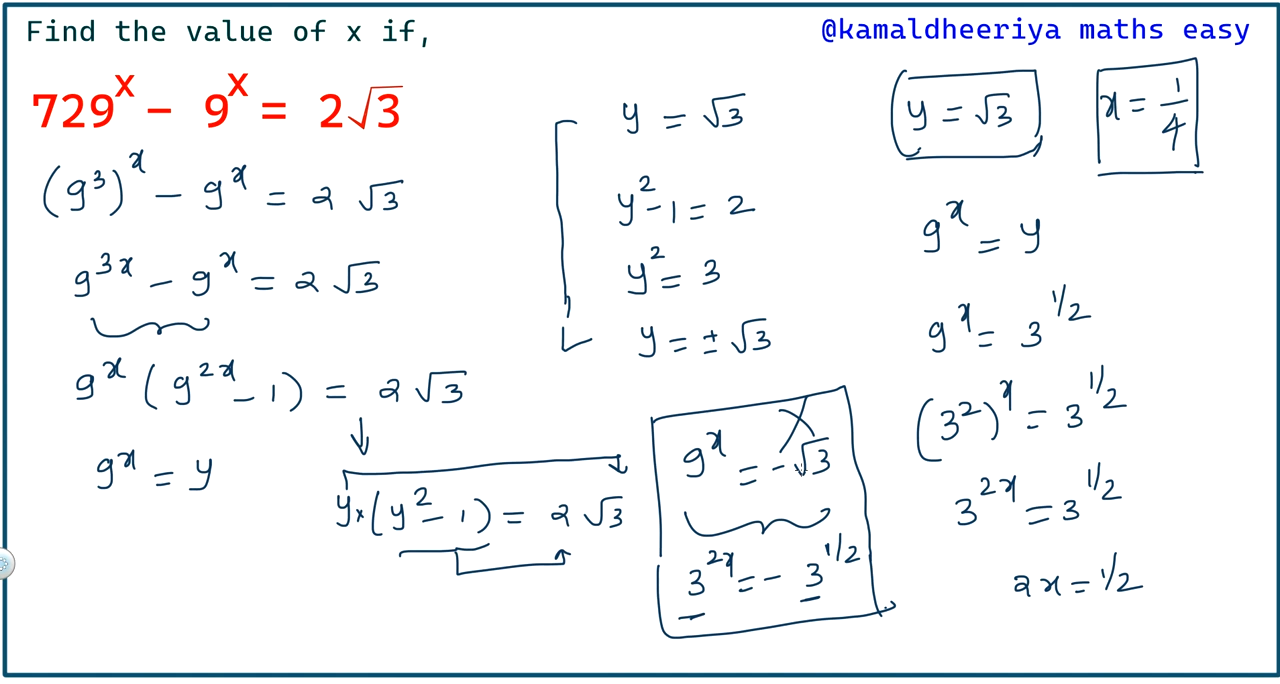 Find the value of x if,
@kamaldheeriya maths easy
729^x - 9^x = 2√3
(9^3)^x - 9^x = 2√3
9^3x - 9^x = 2√3
9^x (9^2x - 1) = 2√3
9^x = y
y×(y^2 - 1) = 2√3
y = √3
y^2 - 1 = 2
y^2 = 3
y = ±√3
9^x = -√3
3^2x = -3^1/2
y = √3
x = 1/4
9^x = y
9^x = 3^1/2
(3^2)^x = 3^1/2
3^2x = 3^1/2
2x = 1/2